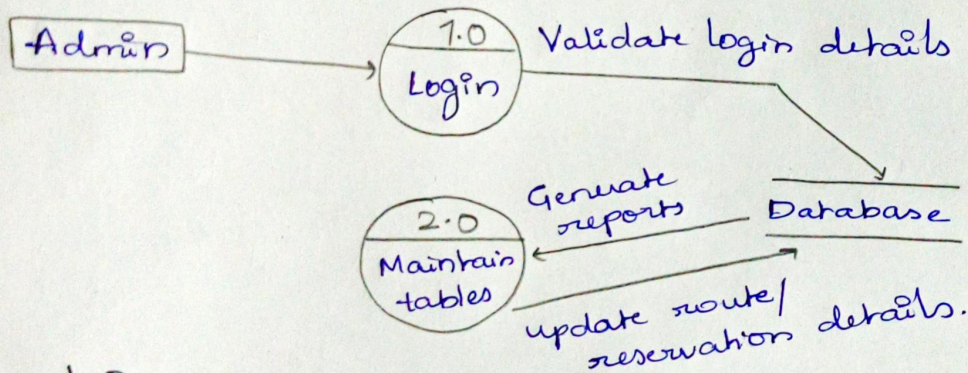 Admin
1.0
Login
Validate login details
Generate
reports
Database
2.0
Maintain
tables
update route/
reservation details.